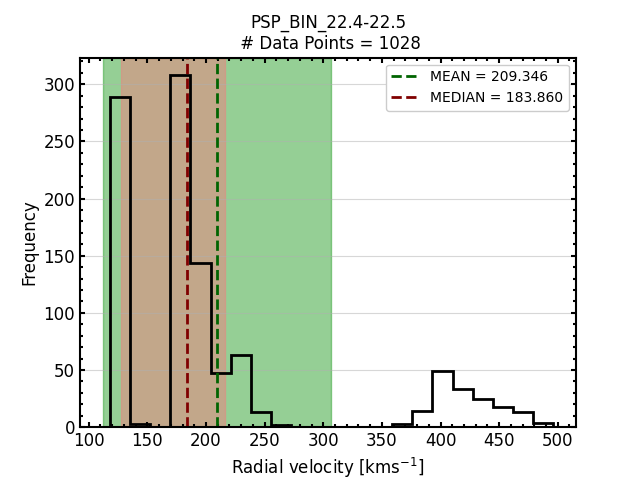 PSP_BIN_22.4-22.5
# Data Points = 1028
MEAN = 209.346
MEDIAN = 183.860
Frequency
300
250
200
150
100
50
0
100 150 200 250 300 350 400 450 500
Radial velocity [kms⁻¹]